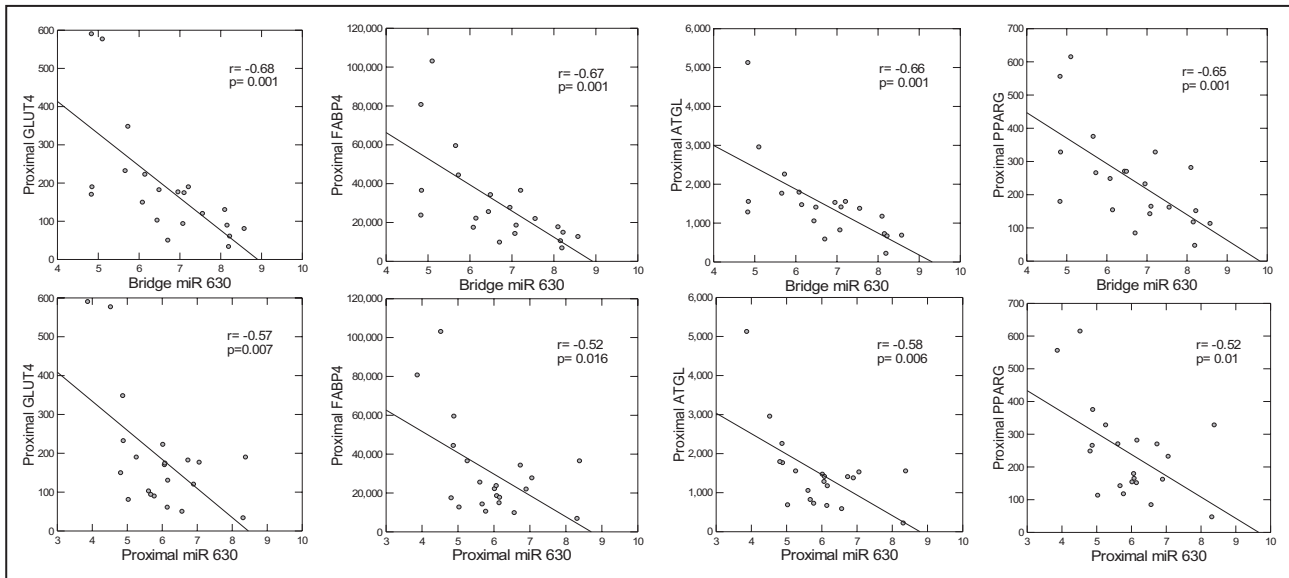 600
500
400
300
200
100
0
Proximal GLUT4
r= -0.68
p= 0.001
4 5 6 7 8 9 10
Bridge miR 630
120,000
100,000
80,000
60,000
40,000
20,000
0
Proximal FABP4
r= -0.67
p= 0.001
4 5 6 7 8 9 10
Bridge miR 630
6,000
5,000
4,000
3,000
2,000
1,000
0
Proximal ATGL
r= -0.66
p= 0.001
4 5 6 7 8 9 10
Bridge miR 630
700
600
500
400
300
200
100
0
Proximal PPARG
r= -0.65
p= 0.001
4 5 6 7 8 9 10
Bridge miR 630
600
500
400
300
200
100
0
Proximal GLUT4
r= -0.57
p=0.007
3 4 5 6 7 8 9 10
Proximal miR 630
120,000
100,000
80,000
60,000
40,000
20,000
0
Proximal FABP4
r= -0.52
p= 0.016
3 4 5 6 7 8 9 10
Proximal miR 630
6,000
5,000
4,000
3,000
2,000
1,000
0
Proximal ATGL
r= -0.58
p= 0.006
3 4 5 6 7 8 9 10
Proximal miR 630
700
600
500
400
300
200
100
0
Proximal PPARG
r= -0.52
p= 0.01
3 4 5 6 7 8 9 10
Proximal miR 630